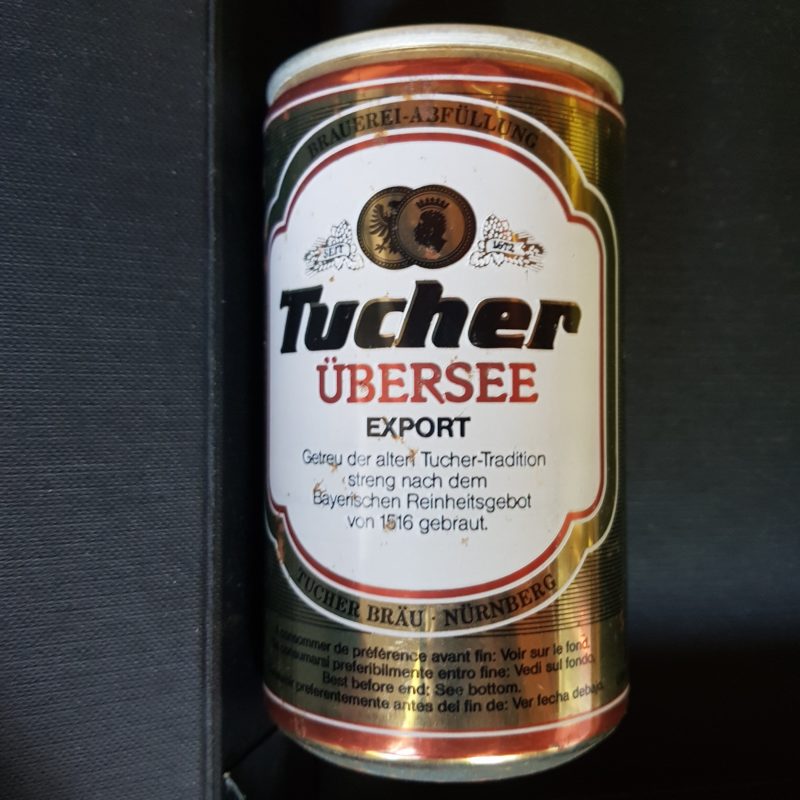 BRAUEREI-ABFÜLLUNG
SEIT 1672
Tucher
ÜBERSEE
EXPORT
Getreu der alten Tucher-Tradition
streng nach dem
Bayerischen Reinheitsgebot
von 1516 gebraut.
TUCHER BRÄU · NÜRNBERG
consommer de préférence avant fin: Voir sur le fond.
consumarsi preferibilmente entro fine: Vedi sul fondo.
Best before end: See bottom.
preferentemente antes del fin de: Ver fecha debajo.